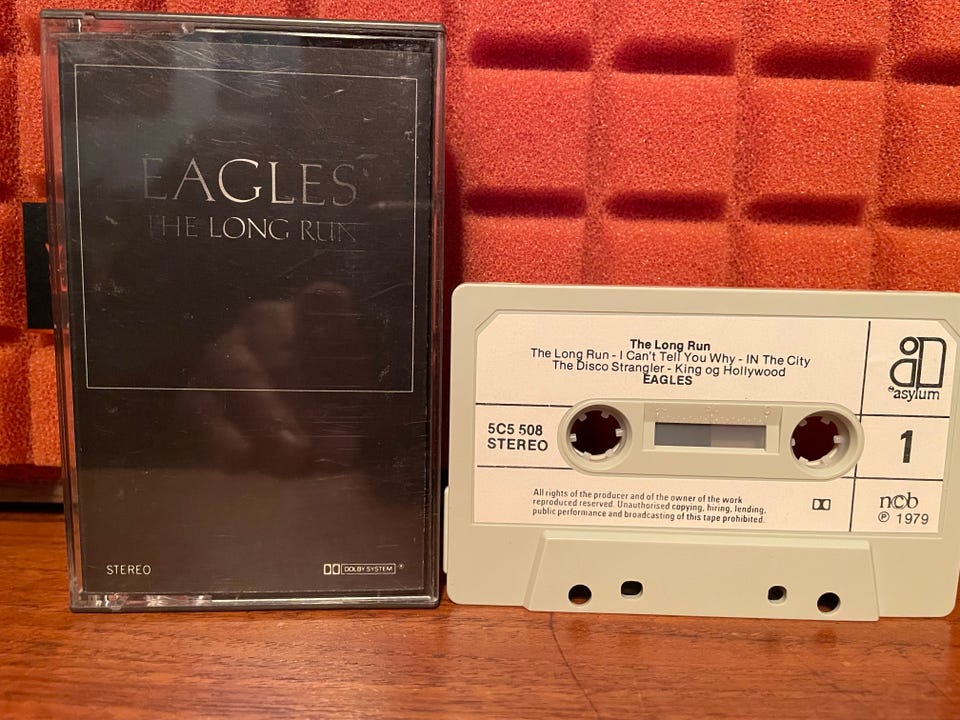 EAGLES
THE LONG RUN
STEREO
DOLBY SYSTEM ®
The Long Run
The Long Run - I Can't Tell You Why - IN The City
The Disco Strangler - King og Hollywood
EAGLES
asylum
5C5 508
STEREO
1
All rights of the producer and of the owner of the work
reproduced reserved. Unauthorised copying, hiring, lending,
public performance and broadcasting of this tape prohibited.
ncb
℗ 1979